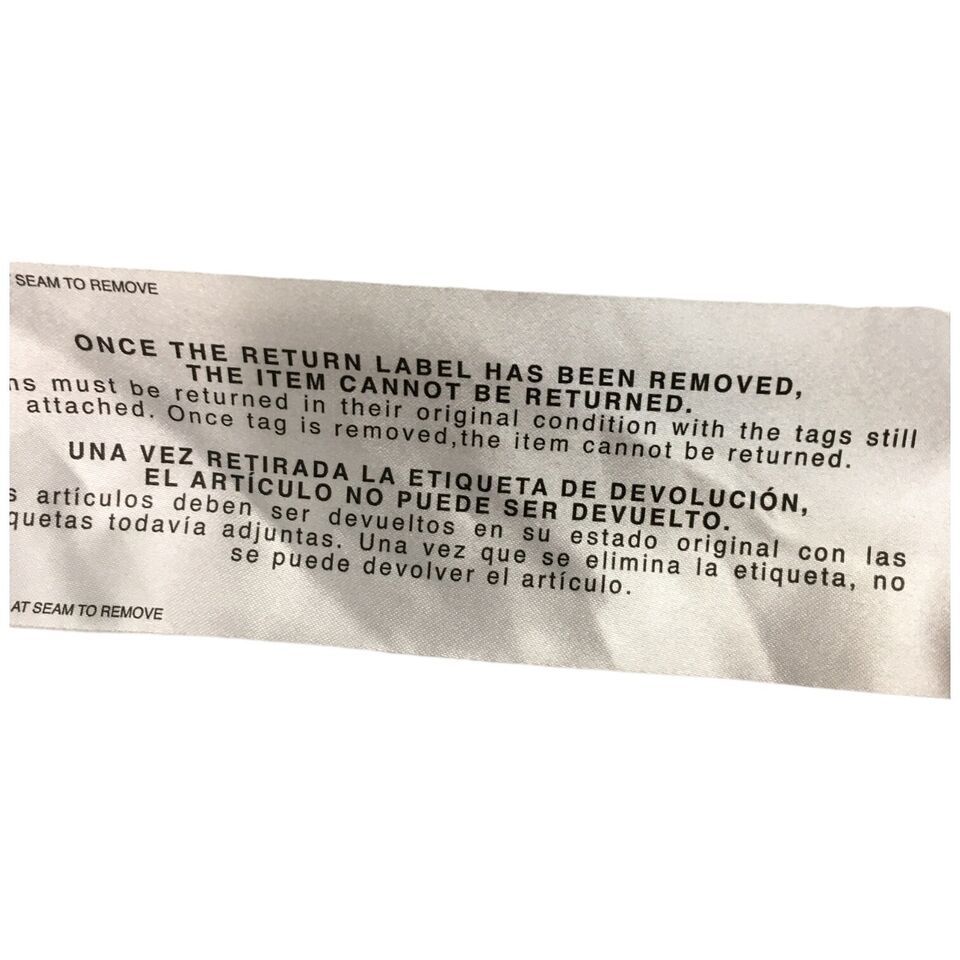 SEAM TO REMOVE
ONCE THE RETURN LABEL HAS BEEN REMOVED,
THE ITEM CANNOT BE RETURNED.
must be returned in their original condition with the tags still
attached. Once tag is removed,the item cannot be returned.
UNA VEZ RETIRADA LA ETIQUETA DE DEVOLUCIÓN,
EL ARTÍCULO NO PUEDE SER DEVUELTO.
artículos deben ser devueltos en su estado original con las
quetas todavía adjuntas. Una vez que se elimina la etiqueta, no
se puede devolver el artículo.
AT SEAM TO REMOVE